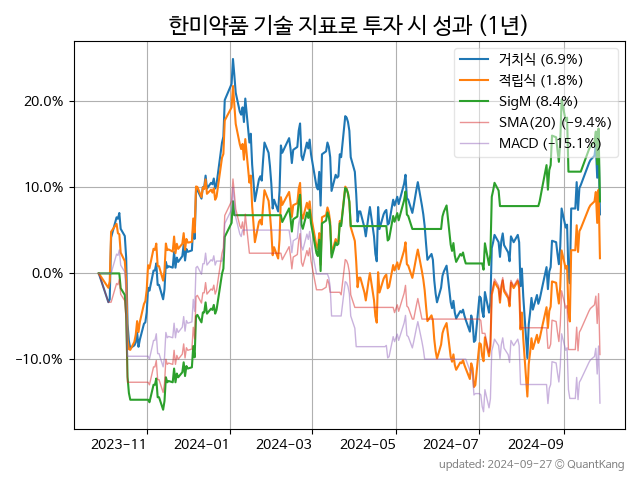 한미약품 기술 지표로 투자 시 성과 (1년)
거치식 (6.9%)
적립식 (1.8%)
SigM (8.4%)
SMA(20) (−9.4%)
MACD (−15.1%)
20.0%
10.0%
0.0%
−10.0%
2023-11 2024-01 2024-03 2024-05 2024-07 2024-09
updated: 2024-09-27 @ QuantKang